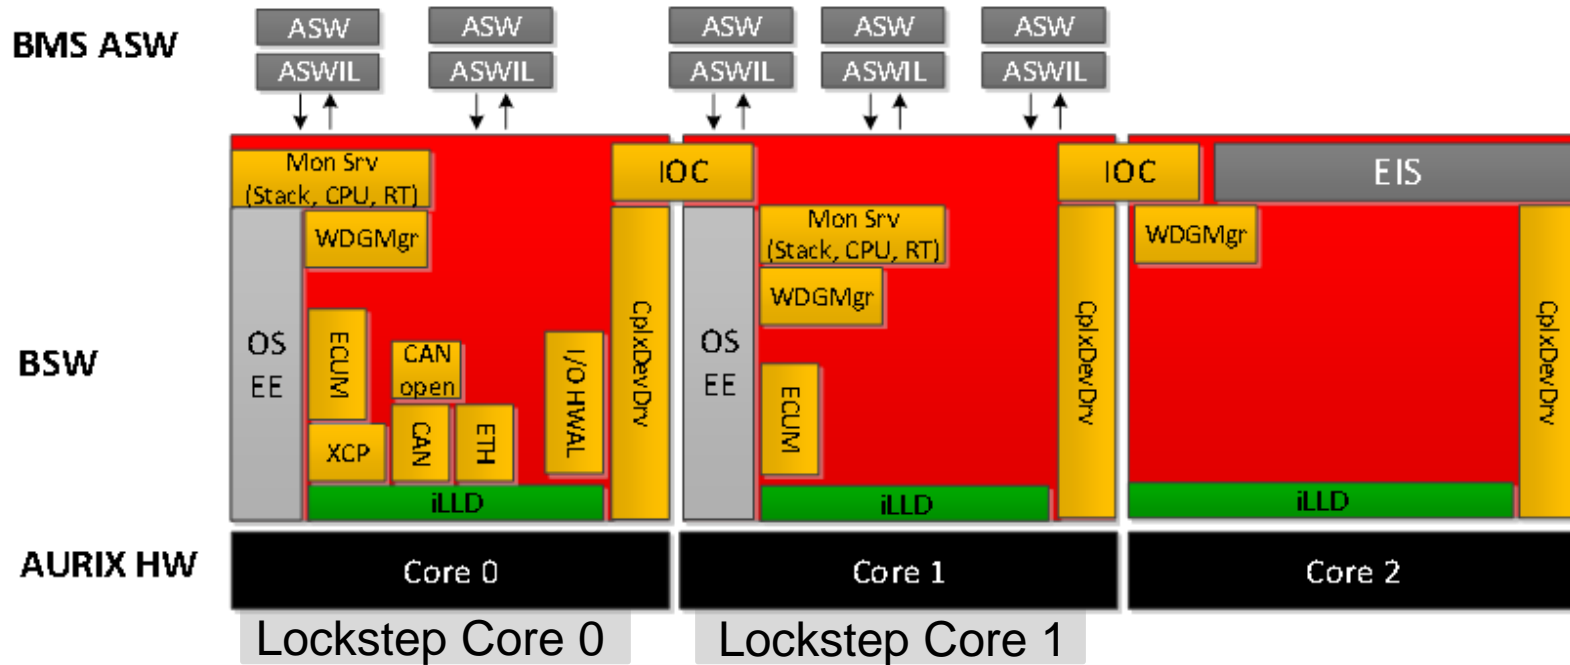 BMS ASW
ASW
ASWIL
ASW
ASWIL
ASW
ASWIL
ASW
ASWIL
ASW
ASWIL
BSW
Mon Srv
(Stack, CPU, RT)
WDGMgr
OS
EE
ECUM
XCP
CAN
open
CAN
ETH
I/O HWAL
CplxDevDrv
iLLD
IOC
OS
EE
Mon Srv
(Stack, CPU, RT)
WDGMgr
ECUM
iLLD
CplxDevDrv
IOC
EIS
WDGMgr
CplxDevDrv
iLLD
AURIX HW
Core 0
Core 1
Core 2
Lockstep Core 0
Lockstep Core 1